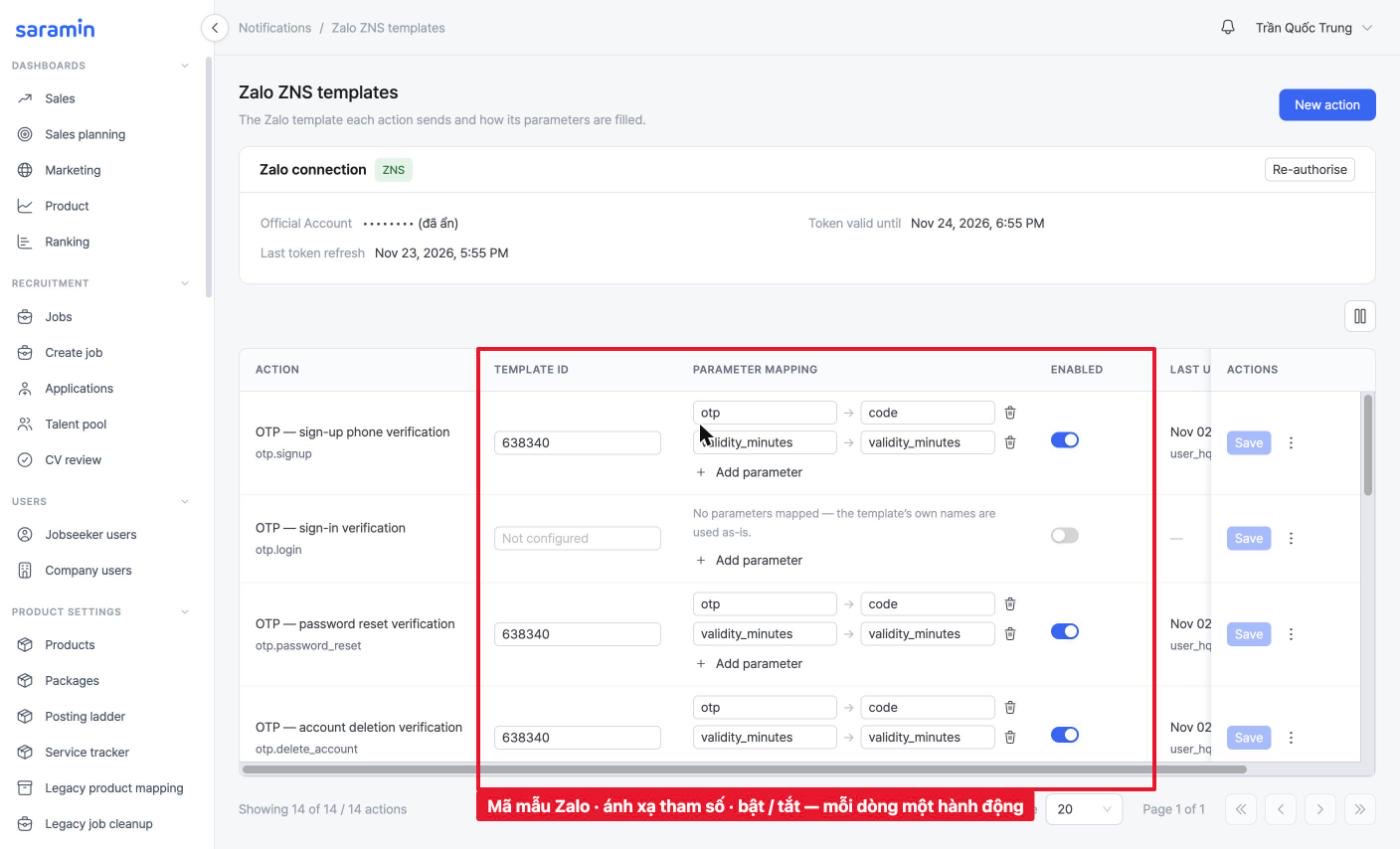 saramin
Notifications / Zalo ZNS templates
Trần Quốc Trung
DASHBOARDS
Sales
Sales planning
Marketing
Product
Ranking
RECRUITMENT
Jobs
Create job
Applications
Talent pool
CV review
USERS
Jobseeker users
Company users
PRODUCT SETTINGS
Products
Packages
Posting ladder
Service tracker
Legacy product mapping
Legacy job cleanup
Zalo ZNS templates
The Zalo template each action sends and how its parameters are filled.
New action
Zalo connection ZNS
Re-authorise
Official Account •••••••• (đã ẩn)
Token valid until Nov 24, 2026, 6:55 PM
Last token refresh Nov 23, 2026, 5:55 PM
ACTION TEMPLATE ID PARAMETER MAPPING ENABLED LAST U ACTIONS
OTP — sign-up phone verification
otp.signup
638340
otp → code
validity_minutes → validity_minutes
+ Add parameter
Nov 02
user_hq
Save
OTP — sign-in verification
otp.login
Not configured
No parameters mapped — the template's own names are
used as-is.
+ Add parameter
—
Save
OTP — password reset verification
otp.password_reset
638340
otp → code
validity_minutes → validity_minutes
+ Add parameter
Nov 02
user_hq
Save
OTP — account deletion verification
otp.delete_account
638340
otp → code
validity_minutes → validity_minutes
Nov 02
user_hq
Save
Showing 14 of 14 / 14 actions
Mã mẫu Zalo · ánh xạ tham số · bật / tắt — mỗi dòng một hành động
20
Page 1 of 1